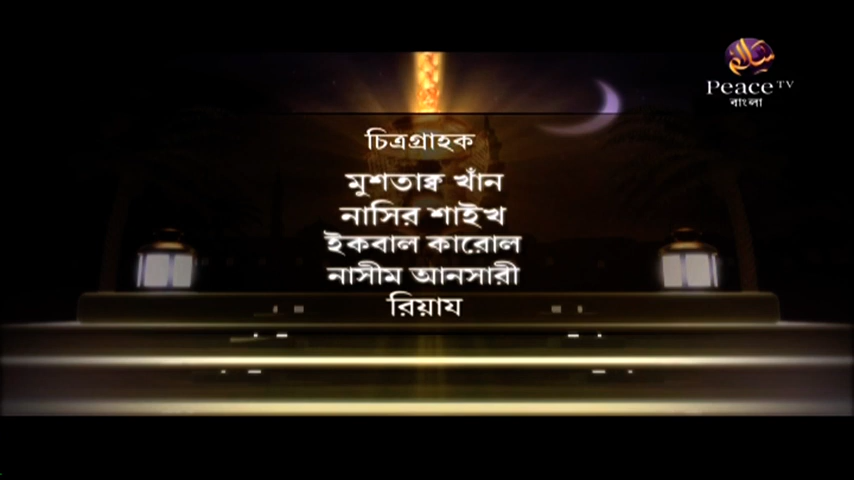 Peace TV
বাংলা
চিত্রগ্রাহক
মুশতাক্ব খাঁন
নাসির শাইখ
ইকবাল কারোল
নাসীম আনসারী
রিয়ায